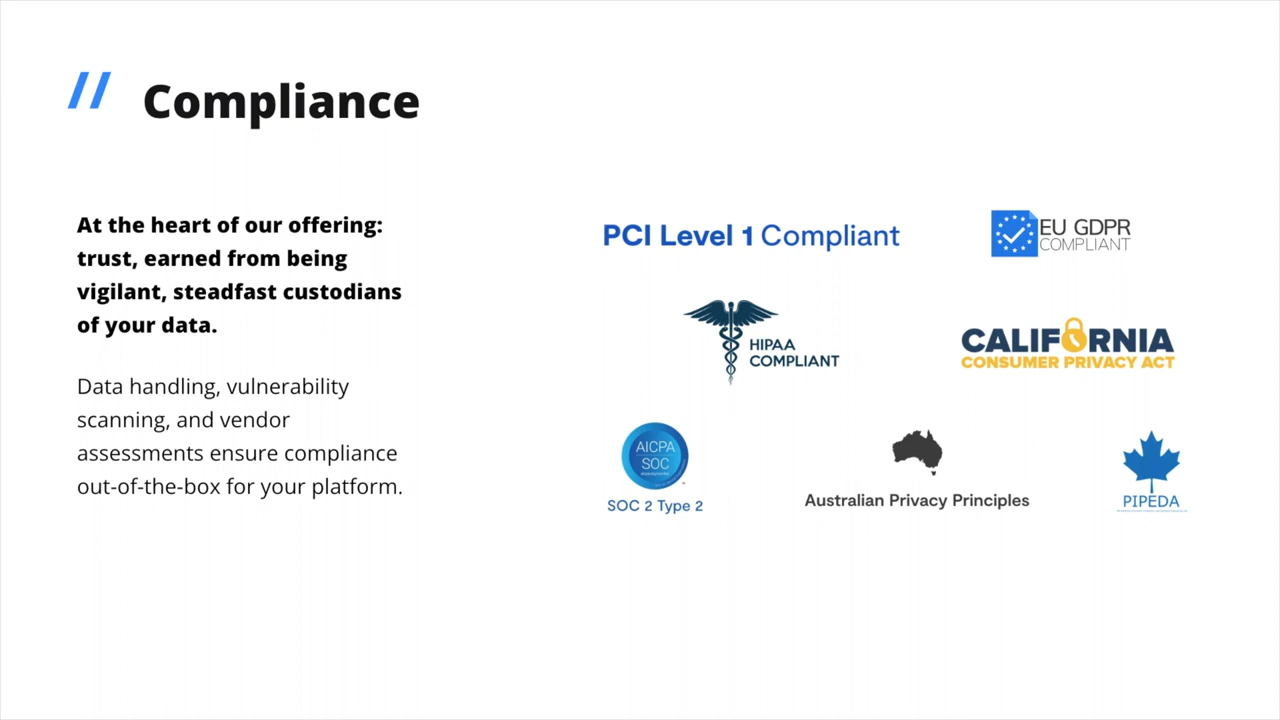 // Compliance
At the heart of our offering:
trust, earned from being
vigilant, steadfast custodians
of your data.
Data handling, vulnerability
scanning, and vendor
assessments ensure compliance
out-of-the-box for your platform.
PCI Level 1 Compliant
EU GDPR
COMPLIANT
HIPAA
COMPLIANT
CALIFORNIA
CONSUMER PRIVACY ACT
AICPA
SOC
SOC 2 Type 2
Australian Privacy Principles
PIPEDA